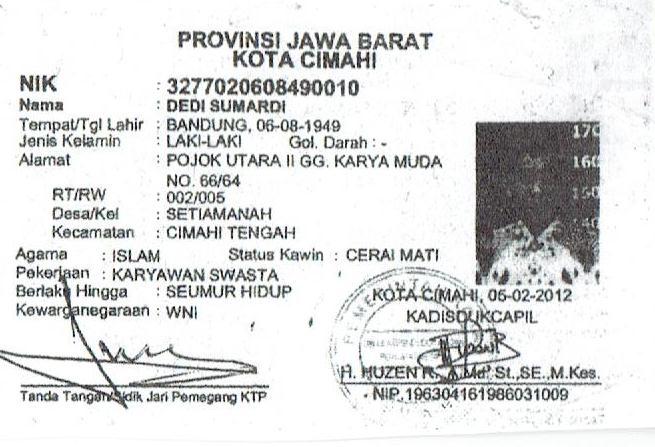 PROVINSI JAWA BARAT
KOTA CIMAHI
NIK : 3277020608490010
Nama : DEDI SUMARDI
Tempat/Tgl Lahir : BANDUNG, 06-08-1949
Jenis Kelamin : LAKI-LAKI Gol. Darah : -
Alamat : POJOK UTARA II GG. KARYA MUDA
NO. 66/64
RT/RW : 002/005
Desa/Kel : SETIAMANAH
Kecamatan : CIMAHI TENGAH
Agama : ISLAM Status Kawin : CERAI MATI
Pekerjaan : KARYAWAN SWASTA
Berlaku Hingga : SEUMUR HIDUP
Kewarganegaraan : WNI
170
160
150
KOTA CIMAHI, 06-02-2012
KADISDUKCAPIL
H. HUZEN R., A.Md, St.,SE.,M.Kes.
NIP. 196304161986031009
Tanda Tangan/Sidik Jari Pemegang KTP